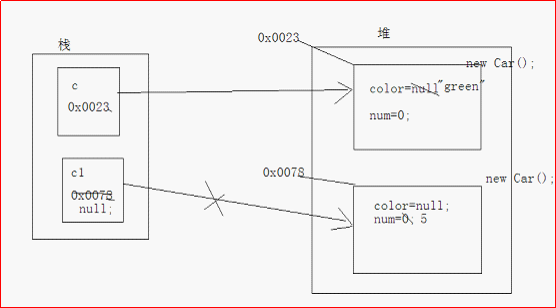 栈
c
0x0023、
c1
0x0078
null;
堆
0x0023
new Car();
color=null"green"
num=0;
0x0078
new Car();
color=null;
num=0、5